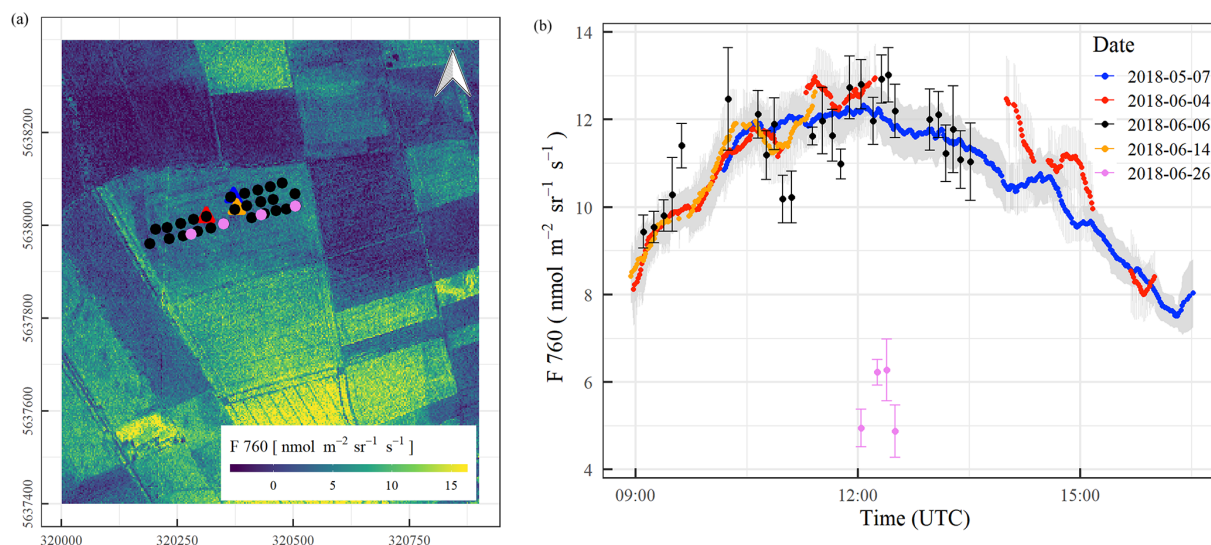 (a)
5638200
5638000
5637800
5637600
5637400
F 760 [ nmol m⁻² sr⁻¹ s⁻¹ ]
0 5 10 15
320000 320250 320500 320750
(b)
14
12
10
8
6
4
F 760 ( nmol m⁻² sr⁻¹ s⁻¹ )
Date
2018-05-07
2018-06-04
2018-06-06
2018-06-14
2018-06-26
09:00 12:00 15:00
Time (UTC)